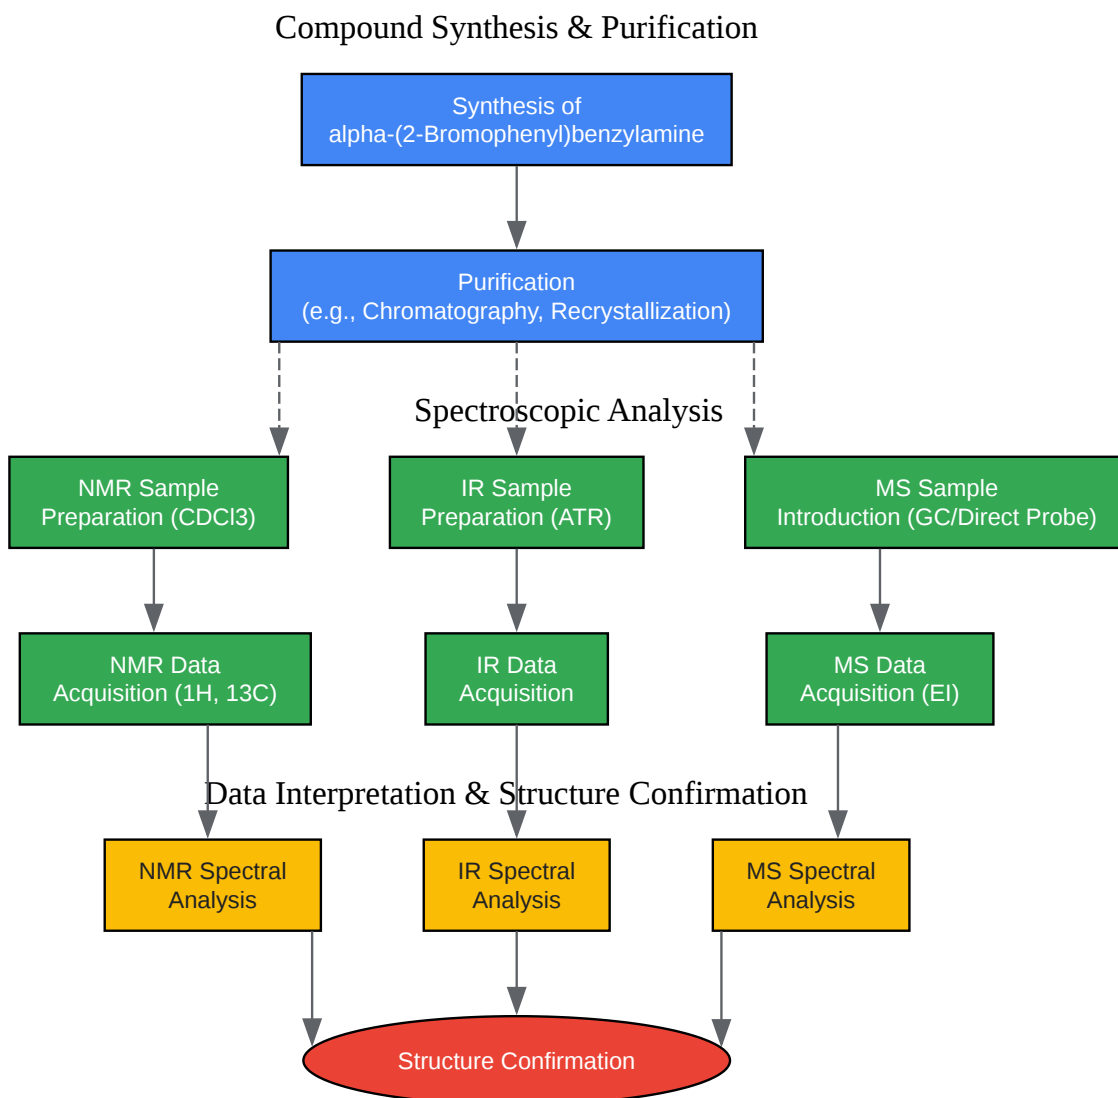 Compound Synthesis & Purification
Synthesis of
alpha-(2-Bromophenyl)benzylamine
Purification
(e.g., Chromatography, Recrystallization)
Spectroscopic Analysis
NMR Sample
Preparation (CDCl3)
IR Sample
Preparation (ATR)
MS Sample
Introduction (GC/Direct Probe)
NMR Data
Acquisition (1H, 13C)
IR Data
Acquisition
MS Data
Acquisition (EI)
Data Interpretation & Structure Confirmation
NMR Spectral
Analysis
IR Spectral
Analysis
MS Spectral
Analysis
Structure Confirmation